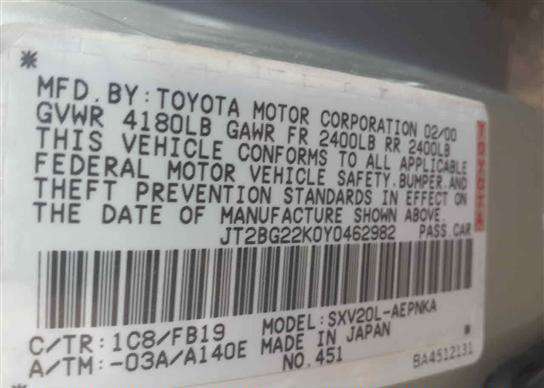 *
MFD. BY: TOYOTA MOTOR CORPORATION 02/00
GVWR 4180LB GAWR FR 2400LB RR 2400LB
THIS VEHICLE CONFORMS TO ALL APPLICABLE
FEDERAL MOTOR VEHICLE SAFETY, BUMPER, AND
THEFT PREVENTION STANDARDS IN EFFECT ON
THE DATE OF MANUFACTURE SHOWN ABOVE.
JT2BG22K0Y0462982 PASS.CAR
*
C/TR: 1C8/FB19 MODEL: SXV20L-AEPNKA
A/TM: -03A/A140E MADE IN JAPAN
NO.451 BA4512131
TOYOTA